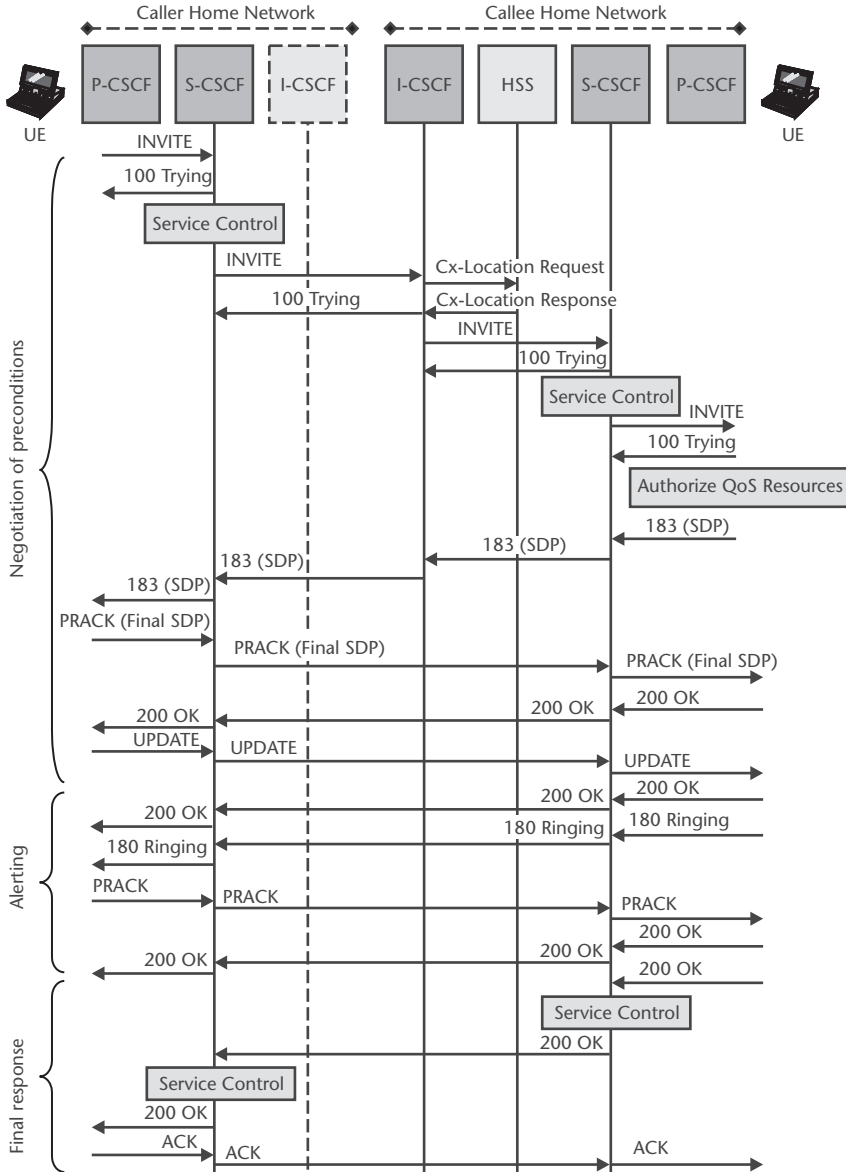 Caller Home Network
Callee Home Network
P-CSCF
S-CSCF
I-CSCF
I-CSCF
HSS
S-CSCF
P-CSCF
UE
UE
INVITE
100 Trying
Service Control
INVITE
Cx-Location Request
100 Trying
Cx-Location Response
INVITE
100 Trying
Service Control
INVITE
100 Trying
Authorize QoS Resources
183 (SDP)
183 (SDP)
183 (SDP)
183 (SDP)
PRACK (Final SDP)
PRACK (Final SDP)
PRACK (Final SDP)
200 OK
200 OK
200 OK
UPDATE
UPDATE
UPDATE
Negotiation of preconditions
200 OK
200 OK
200 OK
180 Ringing
180 Ringing
180 Ringing
PRACK
PRACK
PRACK
200 OK
200 OK
200 OK
Alerting
200 OK
Service Control
200 OK
Service Control
200 OK
ACK
ACK
ACK
Final response